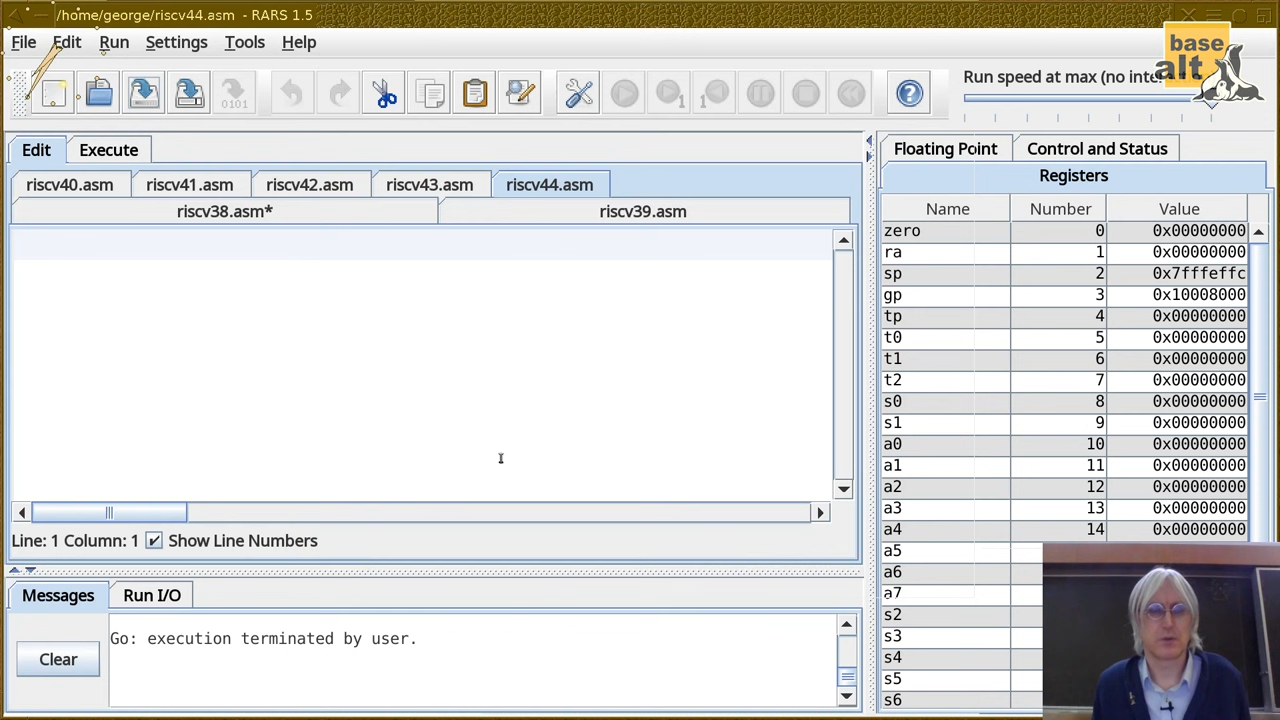 /home/george/riscv44.asm - RARS 1.5
File Edit Run Settings Tools Help
base
alt
Run speed at max (no
0101
1
1
?
Edit Execute
riscv40.asm riscv41.asm riscv42.asm riscv43.asm riscv44.asm
riscv38.asm* riscv39.asm
Line: 1 Column: 1 Show Line Numbers
Messages Run I/O
Clear
Go: execution terminated by user.
Floating Point Control and Status
Registers
Name Number Value
zero 0 0x00000000
ra 1 0x00000000
sp 2 0x7fffeffc
gp 3 0x10008000
tp 4 0x00000000
t0 5 0x00000000
t1 6 0x00000000
t2 7 0x00000000
s0 8 0x00000000
s1 9 0x00000000
a0 10 0x00000000
a1 11 0x00000000
a2 12 0x00000000
a3 13 0x00000000
a4 14 0x00000000
a5
a6
a7
s2
s3
s4
s5
s6